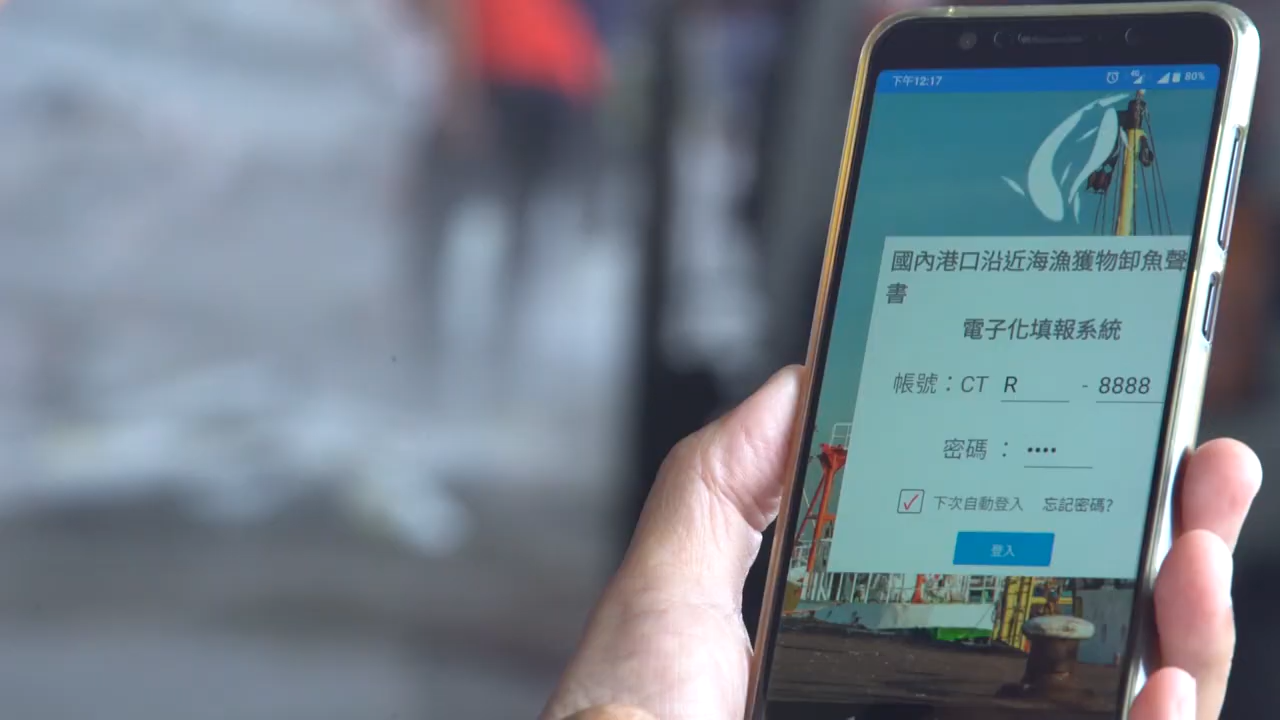 下午12:17 4G 80%
國內港口沿近海漁獲物卸魚聲
書
電子化填報系統
帳號：CT R - 8888
密碼：••••
下次自動登入 忘記密碼?
登入